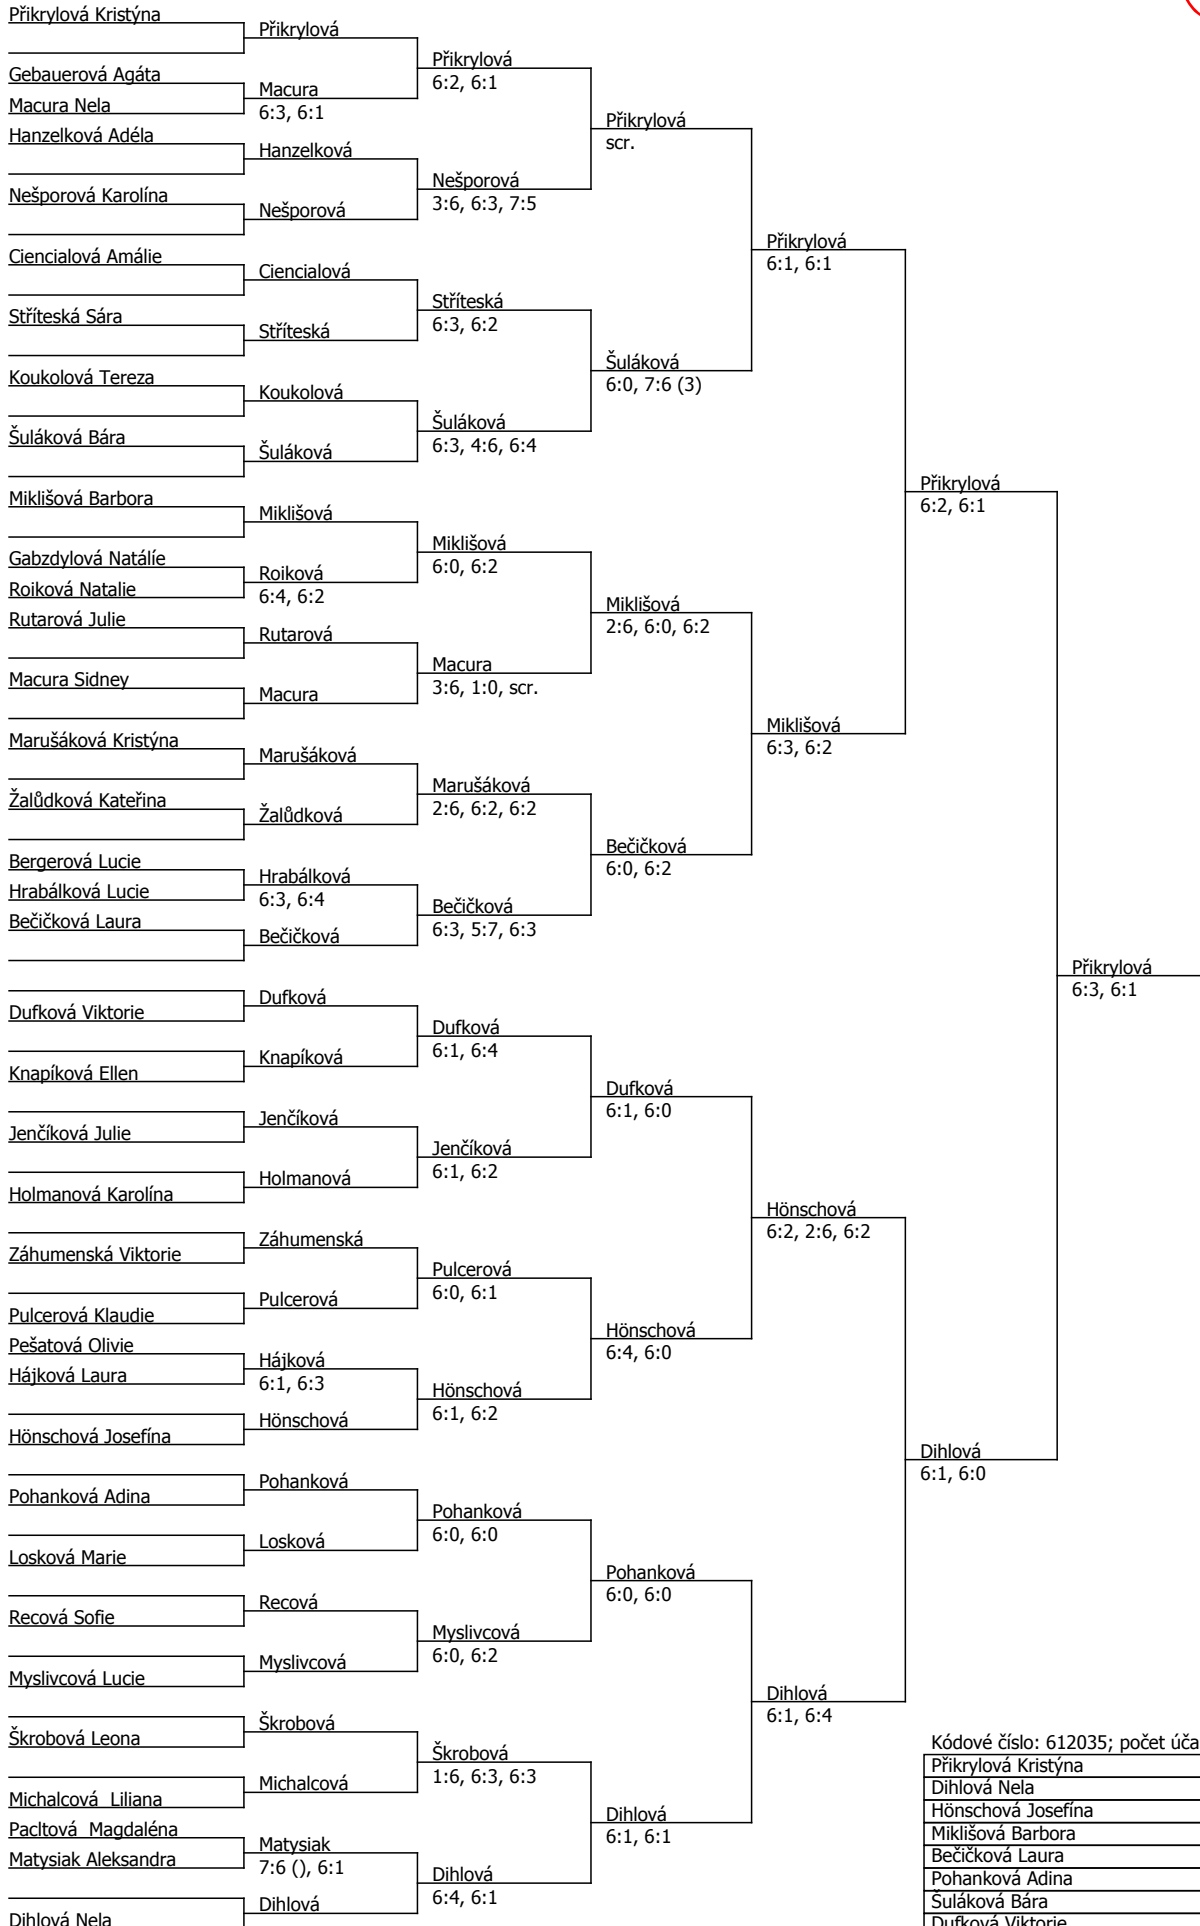 Přikrylová Kristýna
Gebauerová Agáta
Macura Nela
Hanzelková Adéla
Nešporová Karolína
Ciencialová Amálie
Stříteská Sára
Koukolová Tereza
Šuláková Bára
Miklišová Barbora
Gabzdylová Natálie
Roiková Natalie
Rutarová Julie
Macura Sidney
Marušáková Kristýna
Žalůdková Kateřina
Bergerová Lucie
Hrabálková Lucie
Bečičková Laura
Dufková Viktorie
Knapíková Ellen
Jenčíková Julie
Holmanová Karolína
Záhumenská Viktorie
Pulcerová Klaudie
Pešatová Olivie
Hájková Laura
Hönschová Josefína
Pohanková Adina
Losková Marie
Recová Sofie
Myslivcová Lucie
Škrobová Leona
Michalcová  Liliana
Pacltová  Magdaléna
Matysiak Aleksandra
Dihlová Nela
Přikrylová
Macura
6:3, 6:1
Hanzelková
Nešporová
Ciencialová
Stříteská
Koukolová
Šuláková
Miklišová
Roiková
6:4, 6:2
Rutarová
Macura
Marušáková
Žalůdková
Hrabálková
6:3, 6:4
Bečičková
Dufková
Knapíková
Jenčíková
Holmanová
Záhumenská
Pulcerová
Hájková
6:1, 6:3
Hönschová
Pohanková
Losková
Recová
Myslivcová
Škrobová
Michalcová
Matysiak
7:6 (), 6:1
Dihlová
Přikrylová
6:2, 6:1
Nešporová
3:6, 6:3, 7:5
Stříteská
6:3, 6:2
Šuláková
6:3, 4:6, 6:4
Miklišová
6:0, 6:2
Macura
3:6, 1:0, scr.
Marušáková
2:6, 6:2, 6:2
Bečičková
6:3, 5:7, 6:3
Dufková
6:1, 6:4
Jenčíková
6:1, 6:2
Pulcerová
6:0, 6:1
Hönschová
6:1, 6:2
Pohanková
6:0, 6:0
Myslivcová
6:0, 6:2
Škrobová
1:6, 6:3, 6:3
Dihlová
6:4, 6:1
Přikrylová
scr.
Šuláková
6:0, 7:6 (3)
Miklišová
2:6, 6:0, 6:2
Bečičková
6:0, 6:2
Dufková
6:1, 6:0
Hönschová
6:4, 6:0
Pohanková
6:0, 6:0
Dihlová
6:1, 6:1
Přikrylová
6:1, 6:1
Miklišová
6:3, 6:2
Hönschová
6:2, 2:6, 6:2
Dihlová
6:1, 6:4
Přikrylová
6:2, 6:1
Dihlová
6:1, 6:0
Přikrylová
6:3, 6:1
Kódové číslo: 612035; počet úča
Přikrylová Kristýna
Dihlová Nela
Hönschová Josefína
Miklišová Barbora
Bečičková Laura
Pohanková Adina
Šuláková Bára
Dufková Viktorie